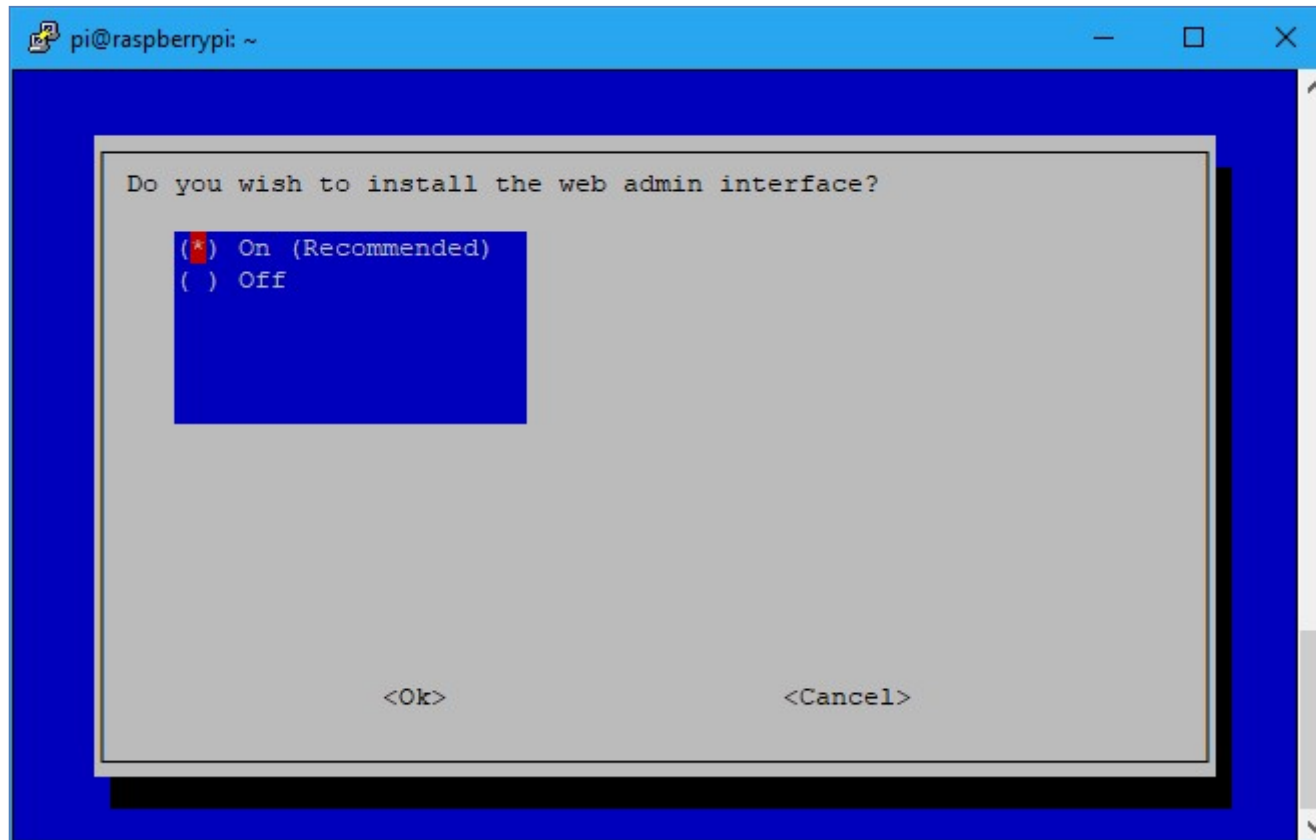 pi@raspberrypi: ~
Do you wish to install the web admin interface?
(*) On (Recommended)
( ) Off
<Ok> <Cancel>